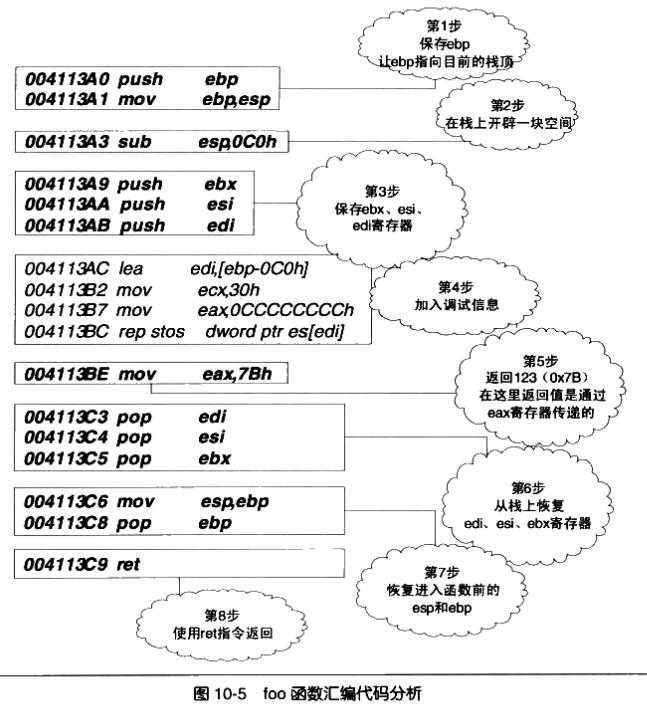 第1步
保存ebp
让ebp指向目前的栈顶
004113A0 push ebp
004113A1 mov ebp,esp
第2步
在栈上开辟一块空间
004113A3 sub esp,0C0h
004113A9 push ebx
004113AA push esi
004113AB push edi
第3步
保存ebx、esi、
edi寄存器
004113AC lea edi,[ebp-0C0h]
004113B2 mov ecx,30h
004113B7 mov eax,0CCCCCCCCh
004113BC rep stos dword ptr es[edi]
第4步
加入调试信息
004113BE mov eax,7Bh
第5步
返回123（0x7B）
在这里返回值是通过
eax寄存器传递的
004113C3 pop edi
004113C4 pop esi
004113C5 pop ebx
第6步
从栈上恢复
edi、esi、ebx寄存器
004113C6 mov esp,ebp
004113C8 pop ebp
第7步
恢复进入函数前的
esp和ebp
004113C9 ret
第8步
使用ret指令返回
图 10-5 foo 函数汇编代码分析